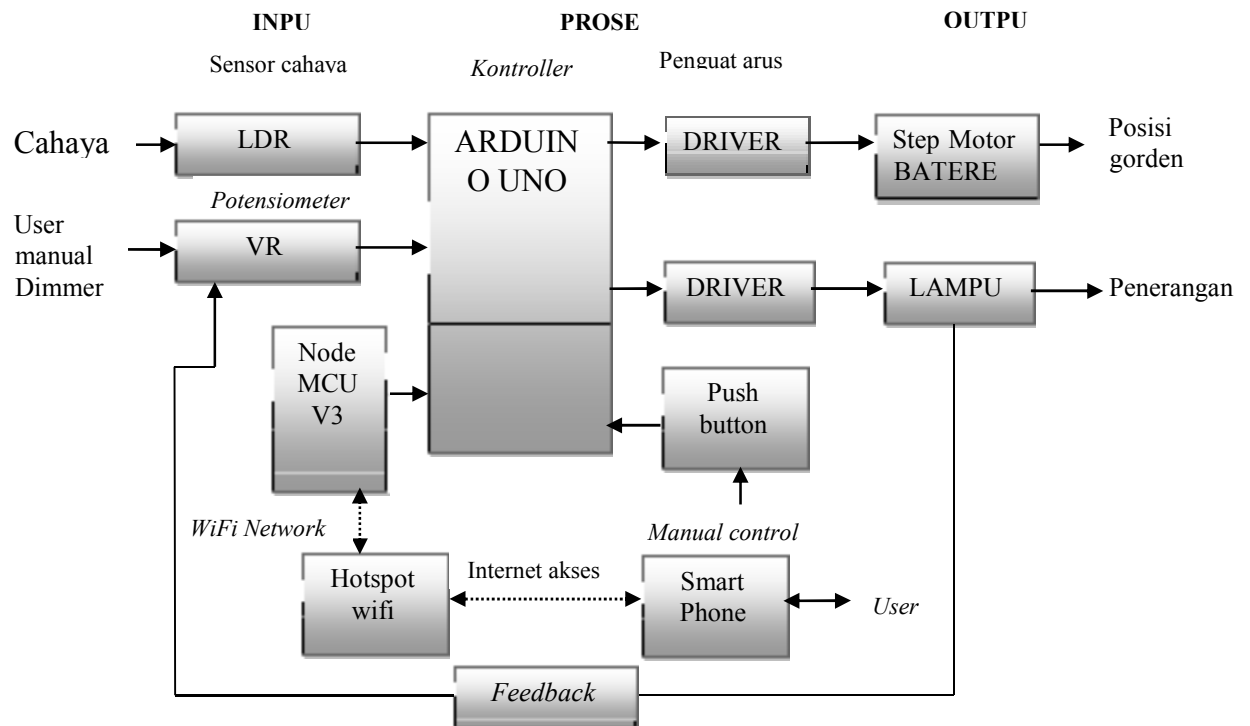 INPU
PROSE
OUTPU
Sensor cahaya
Kontroller
Penguat arus
Cahaya
LDR
ARDUIN
O UNO
DRIVER
Step Motor
BATERE
Posisi
gorden
Potensiometer
User
manual
Dimmer
VR
DRIVER
LAMPU
Penerangan
Node
MCU
V3
Push
button
WiFi Network
Manual control
Hotspot
wifi
Internet akses
Smart
Phone
User
Feedback